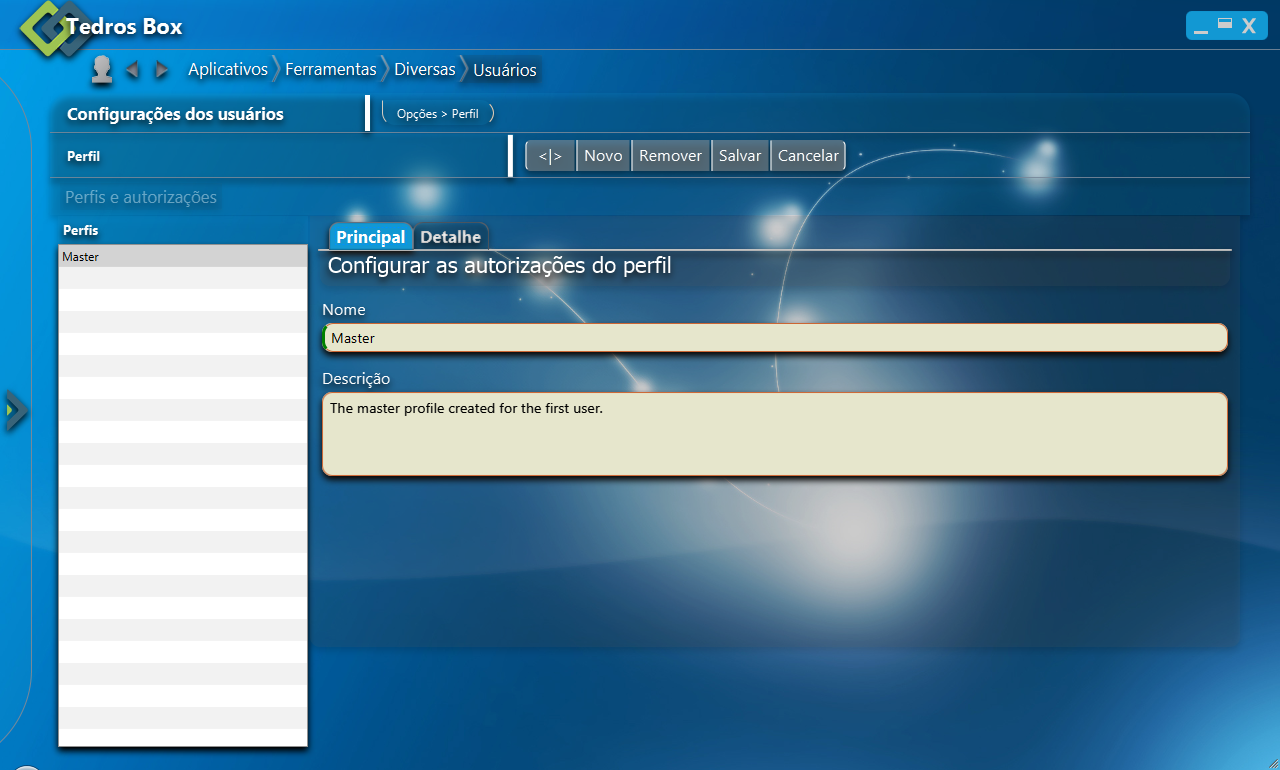 Tedros Box
X
Aplicativos Ferramentas Diversas Usuários
Configurações dos usuários
Opções > Perfil
Perfil
<|> Novo Remover Salvar Cancelar
Perfis e autorizações
Perfis
Master
Principal Detalhe
Configurar as autorizações do perfil
Nome
Master
Descrição
The master profile created for the first user.